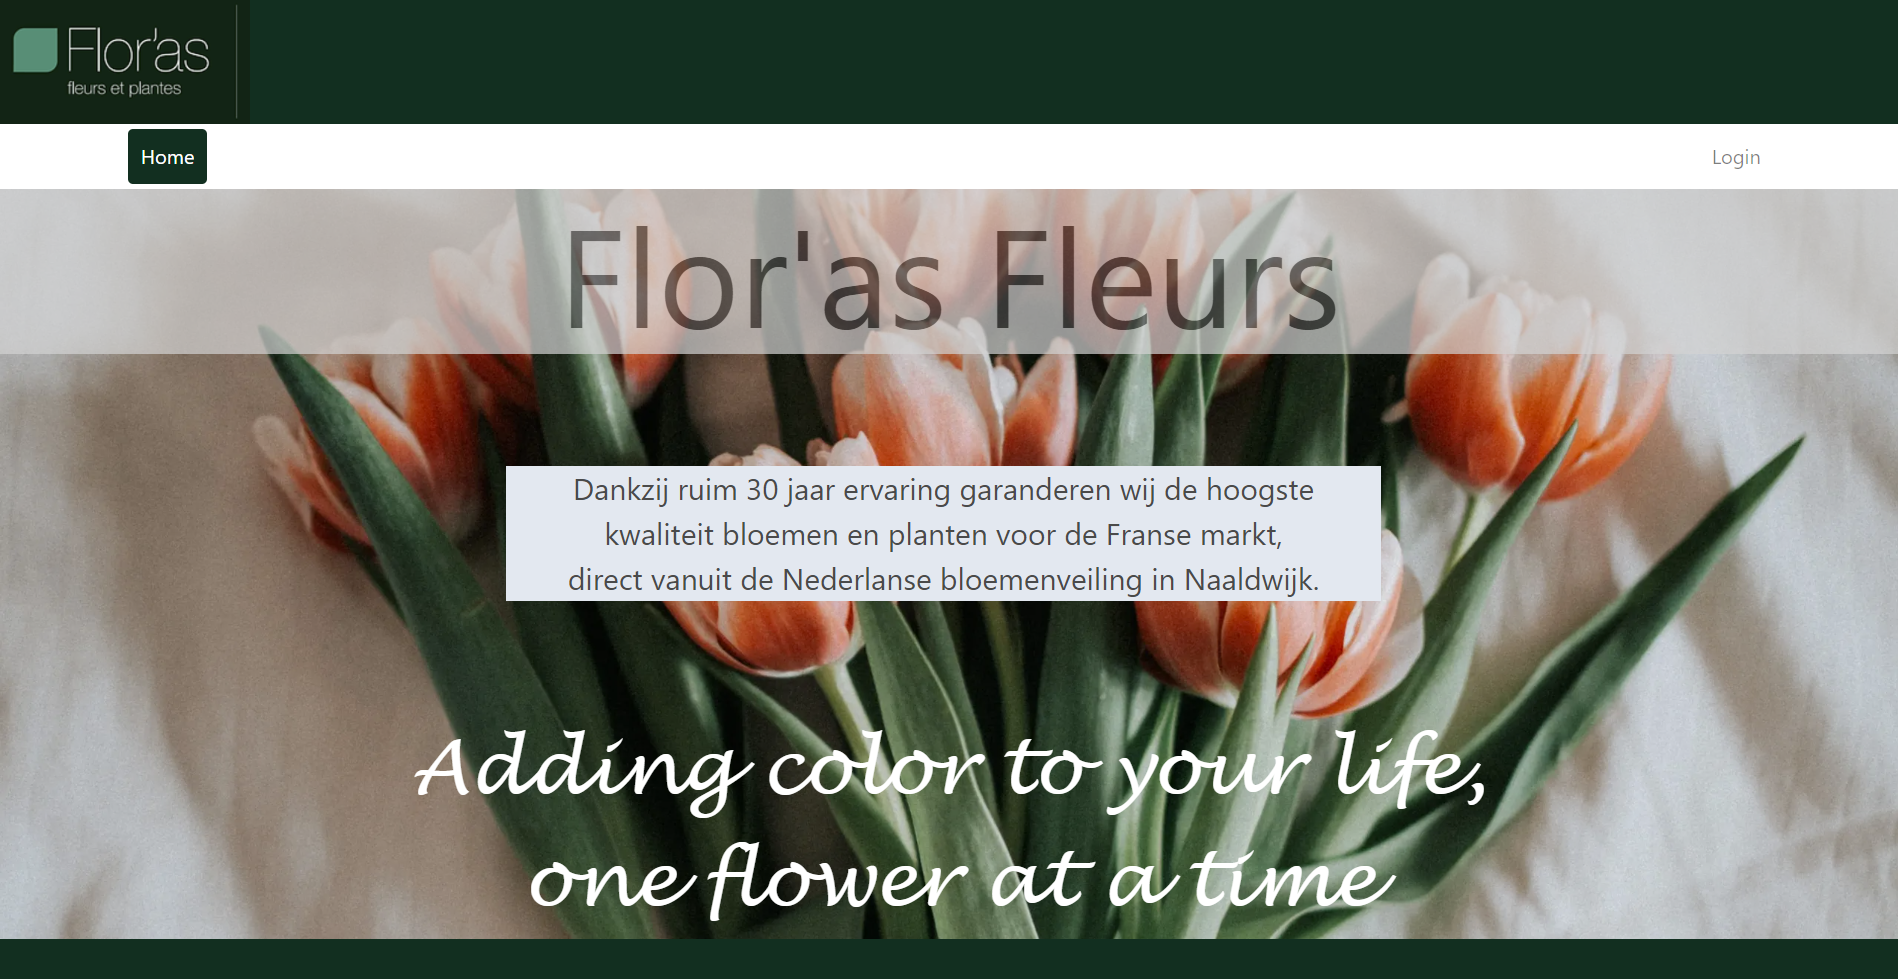 Flor'as
fleurs et plantes
Home
Login
Flor'as Fleurs
Dankzij ruim 30 jaar ervaring garanderen wij de hoogste
kwaliteit bloemen en planten voor de Franse markt,
direct vanuit de Nederlanse bloemenveiling in Naaldwijk.
Adding color to your life,
one flower at a time